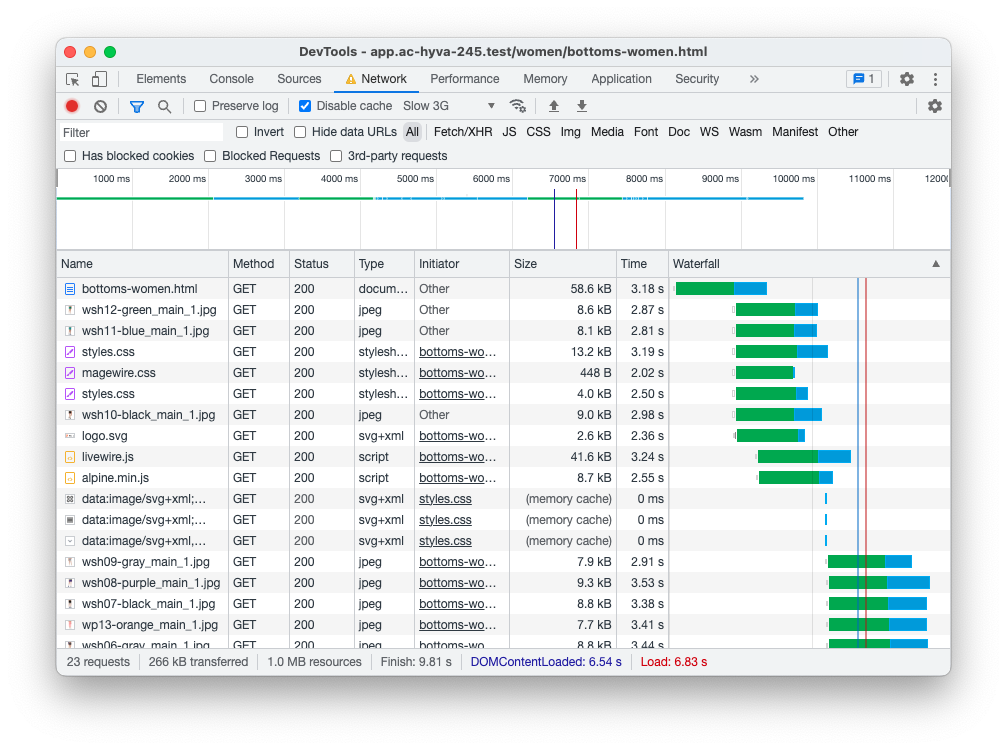 DevTools - app.ac-hyva-245.test/women/bottoms-women.html
Elements Console Sources Network Performance Memory Application Security » 1
Preserve log Disable cache Slow 3G
Filter Invert Hide data URLs All Fetch/XHR JS CSS Img Media Font Doc WS Wasm Manifest Other
Has blocked cookies Blocked Requests 3rd-party requests
1000 ms 2000 ms 3000 ms 4000 ms 5000 ms 6000 ms 7000 ms 8000 ms 9000 ms 10000 ms 11000 ms 12000
Name Method Status Type Initiator Size Time Waterfall
bottoms-women.html GET 200 docum... Other 58.6 kB 3.18 s
wsh12-green_main_1.jpg GET 200 jpeg Other 8.6 kB 2.87 s
wsh11-blue_main_1.jpg GET 200 jpeg Other 8.1 kB 2.81 s
styles.css GET 200 stylesh... bottoms-wo... 13.2 kB 3.19 s
magewire.css GET 200 stylesh... bottoms-wo... 448 B 2.02 s
styles.css GET 200 stylesh... bottoms-wo... 4.0 kB 2.50 s
wsh10-black_main_1.jpg GET 200 jpeg Other 9.0 kB 2.98 s
logo.svg GET 200 svg+xml bottoms-wo... 2.6 kB 2.36 s
livewire.js GET 200 script bottoms-wo... 41.6 kB 3.24 s
alpine.min.js GET 200 script bottoms-wo... 8.7 kB 2.55 s
data:image/svg+xml;... GET 200 svg+xml styles.css (memory cache) 0 ms
data:image/svg+xml;... GET 200 svg+xml styles.css (memory cache) 0 ms
data:image/svg+xml,... GET 200 svg+xml styles.css (memory cache) 0 ms
wsh09-gray_main_1.jpg GET 200 jpeg bottoms-wo... 7.9 kB 2.91 s
wsh08-purple_main_1.jpg GET 200 jpeg bottoms-wo... 9.3 kB 3.53 s
wsh07-black_main_1.jpg GET 200 jpeg bottoms-wo... 8.8 kB 3.38 s
wp13-orange_main_1.jpg GET 200 jpeg bottoms-wo... 7.7 kB 3.41 s
wsh06-gray_main_1.jpg GET 200 jpeg bottoms-wo... 8.8 kB 3.44 s
23 requests 266 kB transferred 1.0 MB resources Finish: 9.81 s DOMContentLoaded: 6.54 s Load: 6.83 s